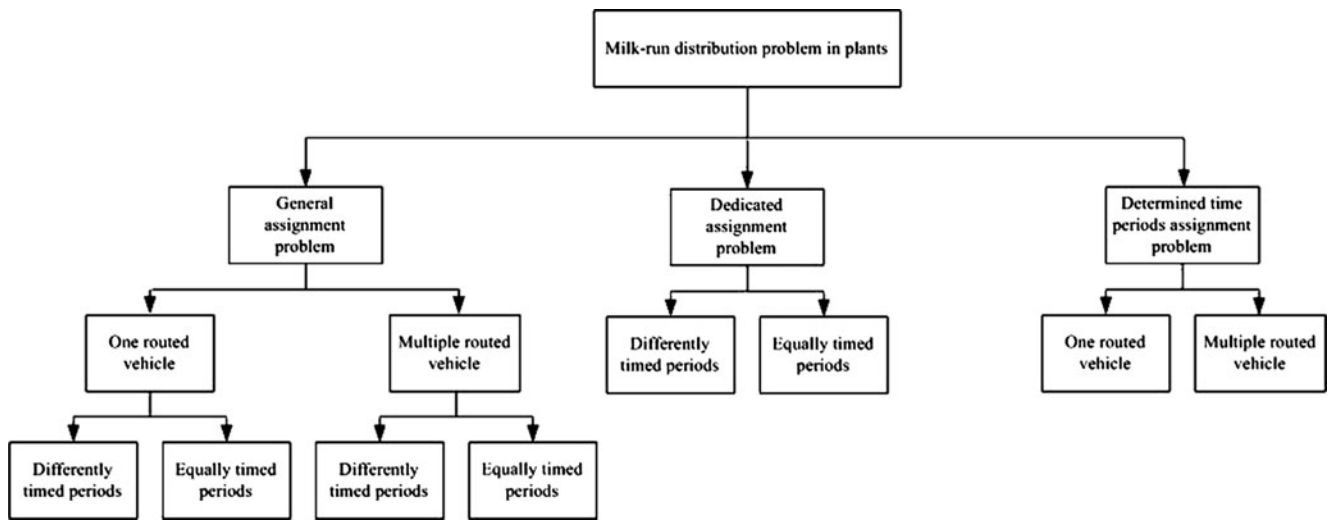 Milk-run distribution problem in plants
General
assignment
problem
Dedicated
assignment
problem
Determined time
periods assignment
problem
One routed
vehicle
Multiple routed
vehicle
Differently
timed periods
Equally timed
periods
One routed
vehicle
Multiple routed
vehicle
Differently
timed periods
Equally timed
periods
Differently
timed periods
Equally timed
periods